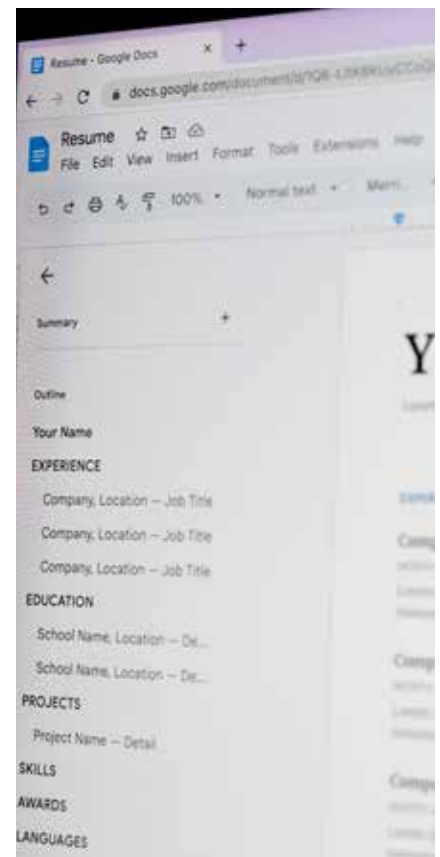 Resume - Google Docs × +
docs.google.com/document/d/
Resume
File Edit View Insert Format Tools Extensions Help
100% Normal text Merri...
Summary +
Y
Outline
Your Name
EXPERIENCE
Company, Location — Job Title
Company, Location — Job Title
Company, Location — Job Title
EDUCATION
School Name, Location — De...
School Name, Location — De...
PROJECTS
Project Name — Detail
SKILLS
AWARDS
LANGUAGES